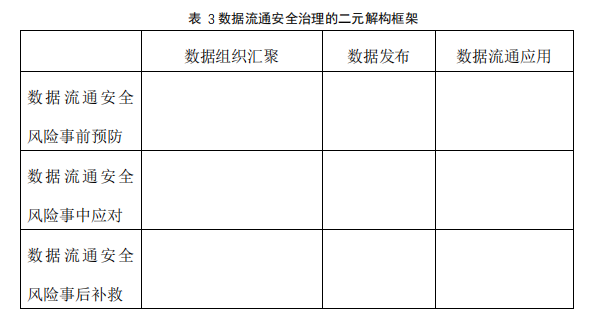 表 3 数据流通安全治理的二元解构框架
数据组织汇聚 数据发布 数据流通应用
数据流通安全
风险事前预防
数据流通安全
风险事中应对
数据流通安全
风险事后补救